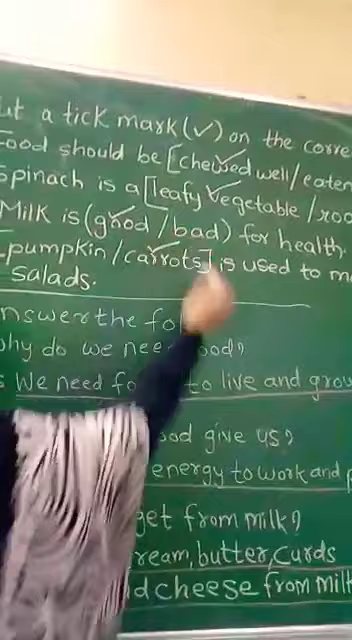 ut a tick mark (✓) on the corre
Food should be [chewed well/eaten
Spinach is a [leafy vegetable / roo
Milk is (good / bad) for health.
[pumpkin / carrots] is used to m
salads.
nswer the fo
hy do we nee ood?
s We need fo to live and grow
ood give us?
energy to work and p
get from milk?
ream, butter, curds
d cheese from milk